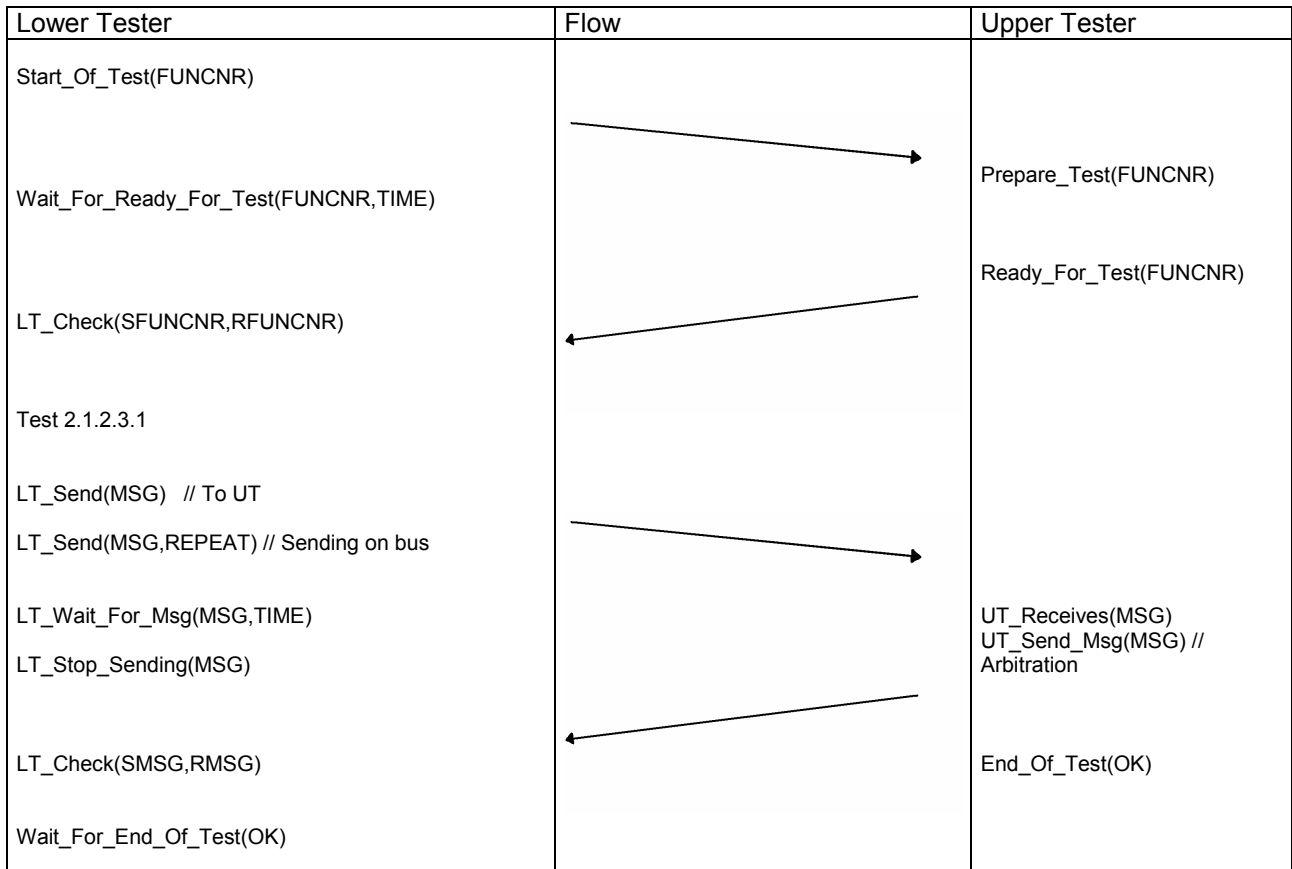 Lower Tester
Flow
Upper Tester
Start_Of_Test(FUNCNR)
Prepare_Test(FUNCNR)
Wait_For_Ready_For_Test(FUNCNR,TIME)
Ready_For_Test(FUNCNR)
LT_Check(SFUNCNR,RFUNCNR)
Test 2.1.2.3.1
LT_Send(MSG) // To UT
LT_Send(MSG,REPEAT) // Sending on bus
LT_Wait_For_Msg(MSG,TIME)
UT_Receives(MSG)
UT_Send_Msg(MSG) //
Arbitration
LT_Stop_Sending(MSG)
LT_Check(SMSG,RMSG)
End_Of_Test(OK)
Wait_For_End_Of_Test(OK)